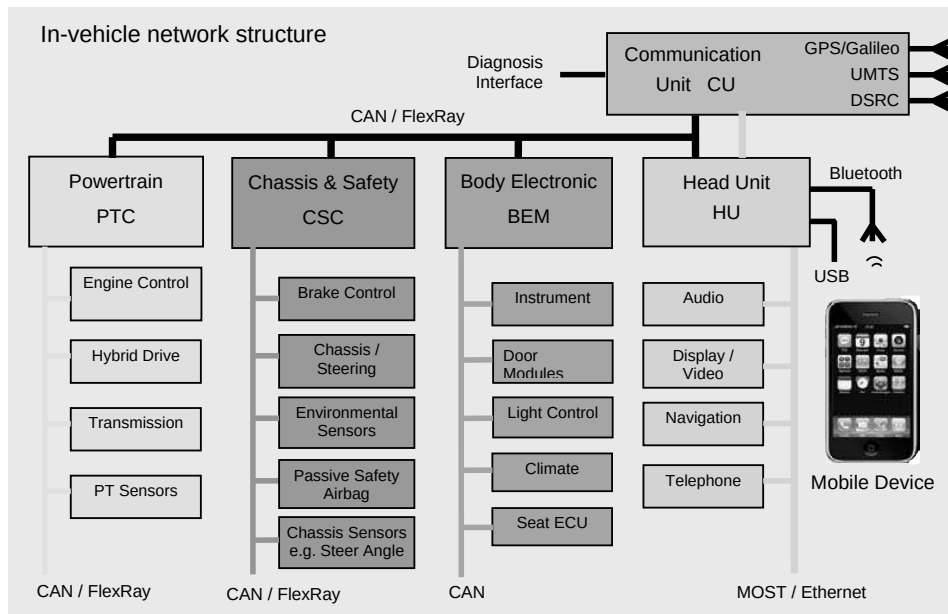 In-vehicle network structure
Diagnosis
Interface
Communication
Unit CU
GPS/Galileo
UMTS
DSRC
CAN / FlexRay
Powertrain
PTC
Chassis & Safety
CSC
Body Electronic
BEM
Head Unit
HU
Bluetooth
USB
Engine Control
Hybrid Drive
Transmission
PT Sensors
CAN / FlexRay
Brake Control
Chassis /
Steering
Environmental
Sensors
Passive Safety
Airbag
Chassis Sensors
e.g. Steer Angle
CAN / FlexRay
Instrument
Door
Modules
Light Control
Climate
Seat ECU
CAN
Audio
Display /
Video
Navigation
Telephone
MOST / Ethernet
Mobile Device